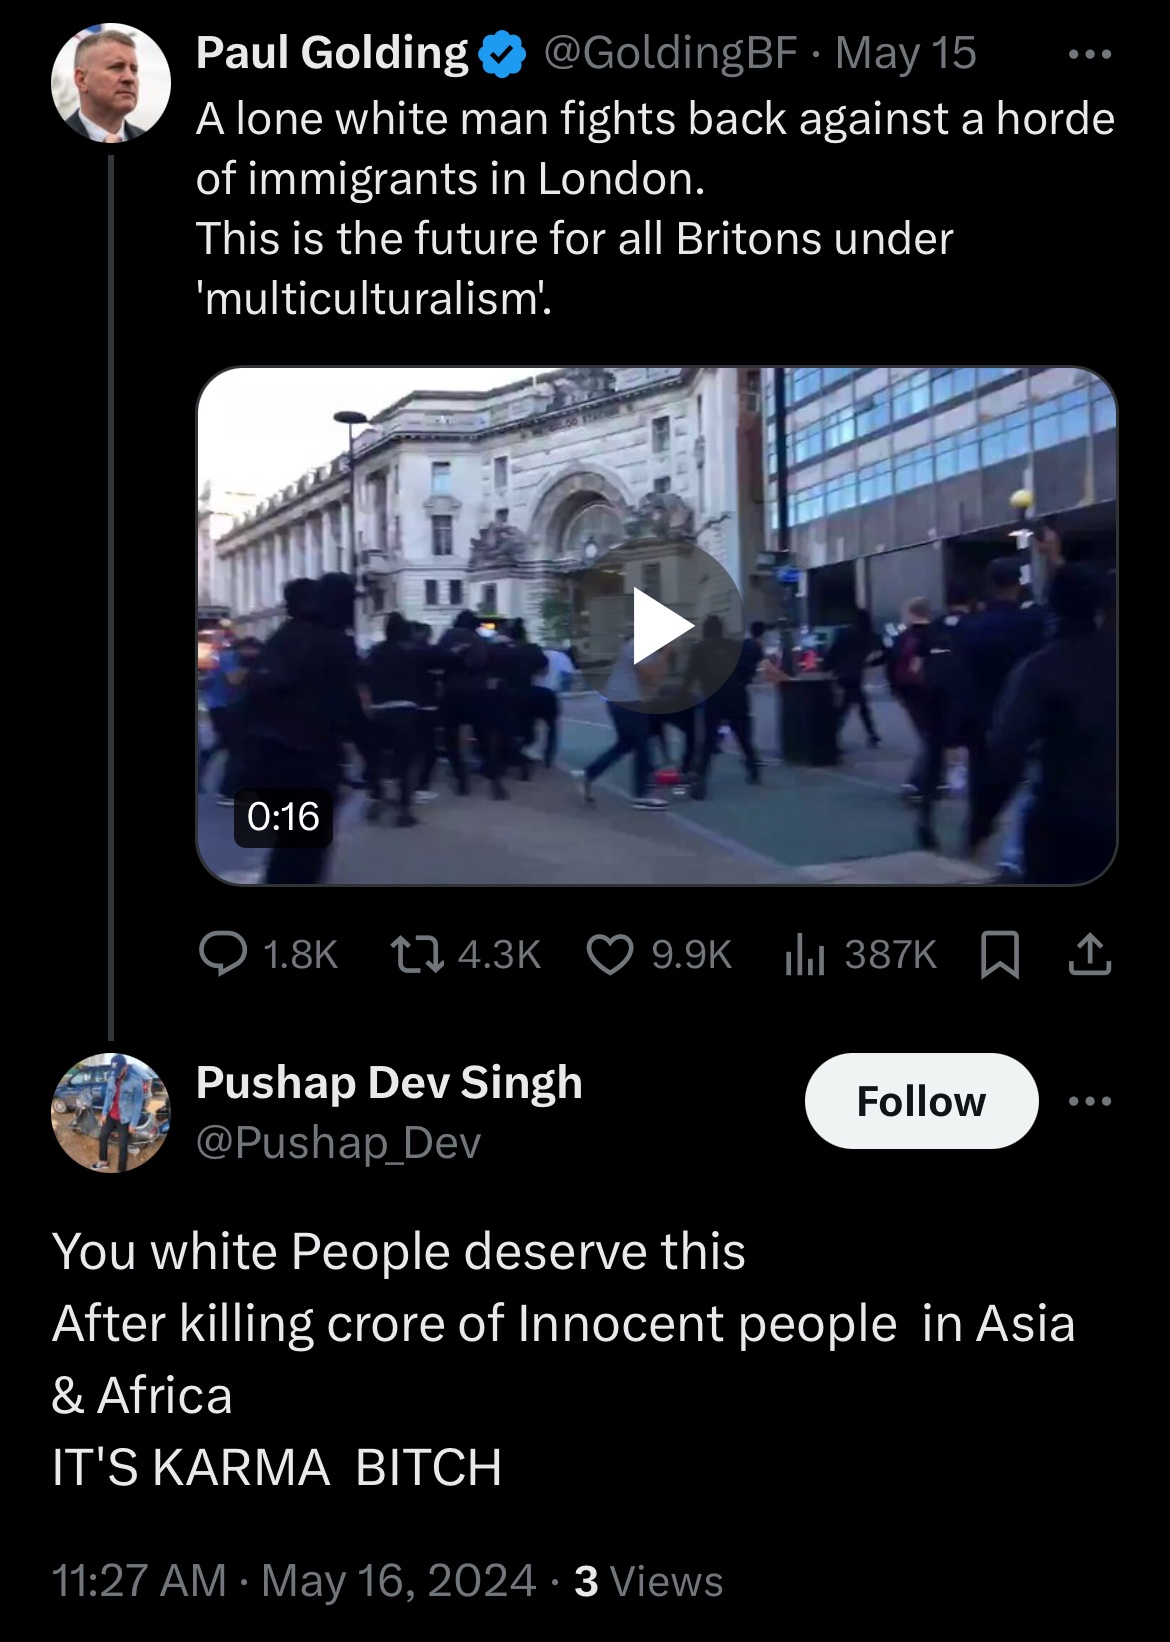 Paul Golding @GoldingBF · May 15
A lone white man fights back against a horde
of immigrants in London.
This is the future for all Britons under
'multiculturalism'.
0:16
1.8K 4.3K 9.9K 387K
Pushap Dev Singh
@Pushap_Dev
Follow
You white People deserve this
After killing crore of Innocent people  in Asia
& Africa
IT'S KARMA  BITCH
11:27 AM · May 16, 2024 · 3 Views